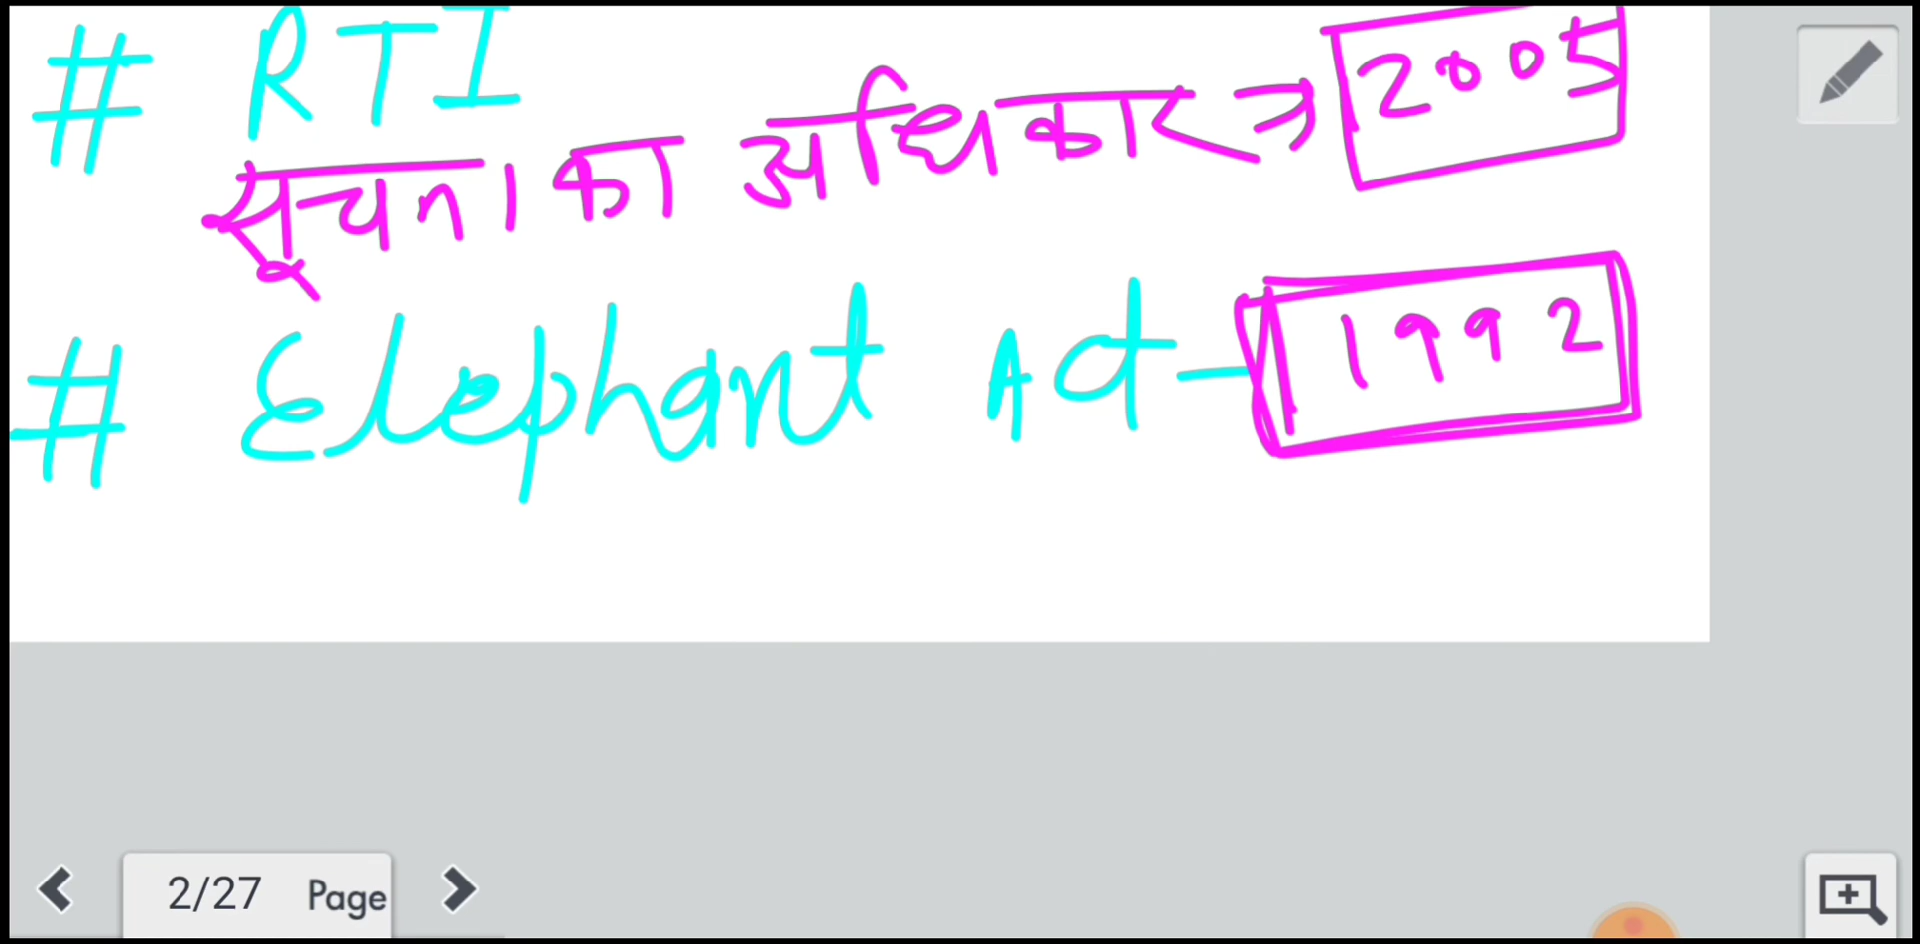 # RTI
सूचना का अधिकार → 2005
# Elephant Act - 1992
2/27 Page